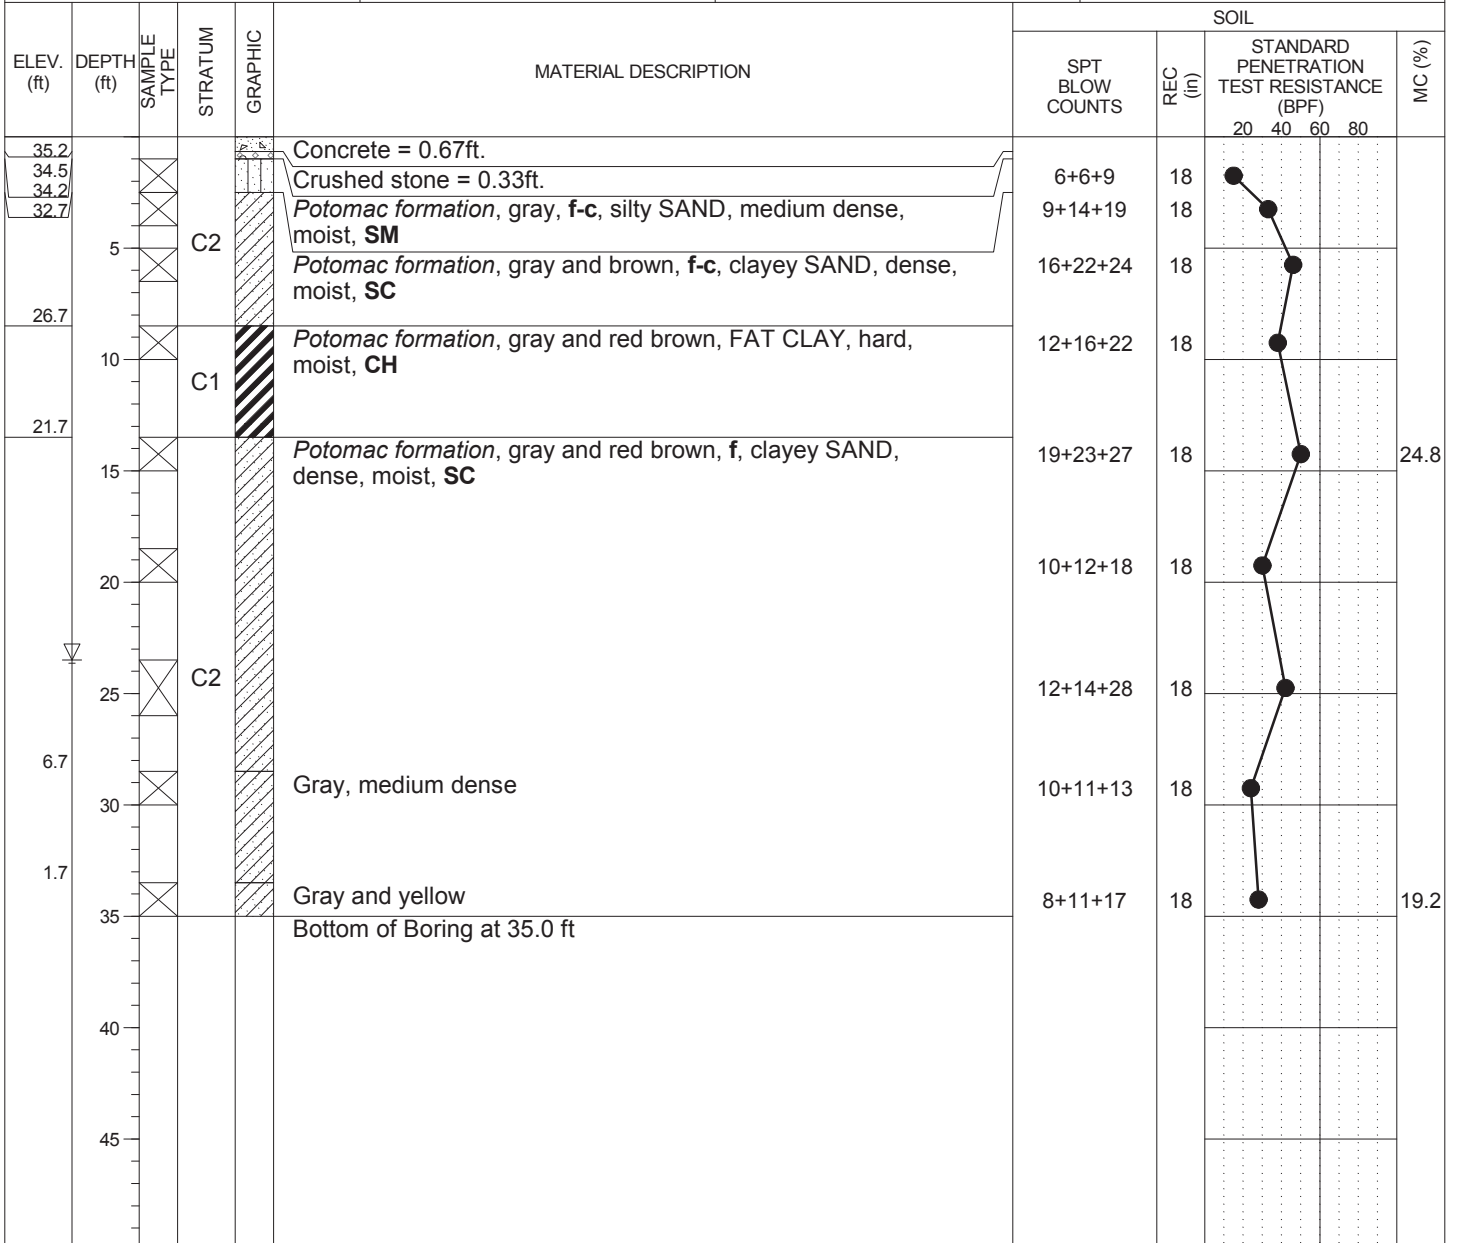 SOIL
ELEV.
(ft)
DEPTH
(ft)
SAMPLE
TYPE
STRATUM
GRAPHIC
MATERIAL DESCRIPTION
SPT
BLOW
COUNTS
REC
(in)
STANDARD
PENETRATION
TEST RESISTANCE
(BPF)
20 40 60 80
MC (%)
35.2
Concrete = 0.67ft.
34.5
Crushed stone = 0.33ft.
6+6+9 18
34.2
32.7
Potomac formation, gray, f-c, silty SAND, medium dense,
moist, SM
9+14+19 18
5
C2
Potomac formation, gray and brown, f-c, clayey SAND, dense,
moist, SC
16+22+24 18
26.7
Potomac formation, gray and red brown, FAT CLAY, hard,
moist, CH
12+16+22 18
10
C1
21.7
Potomac formation, gray and red brown, f, clayey SAND,
dense, moist, SC
19+23+27 18 24.8
15
10+12+18 18
20
C2
12+14+28 18
25
6.7
Gray, medium dense
10+11+13 18
30
1.7
Gray and yellow
8+11+17 18 19.2
35
Bottom of Boring at 35.0 ft
40
45